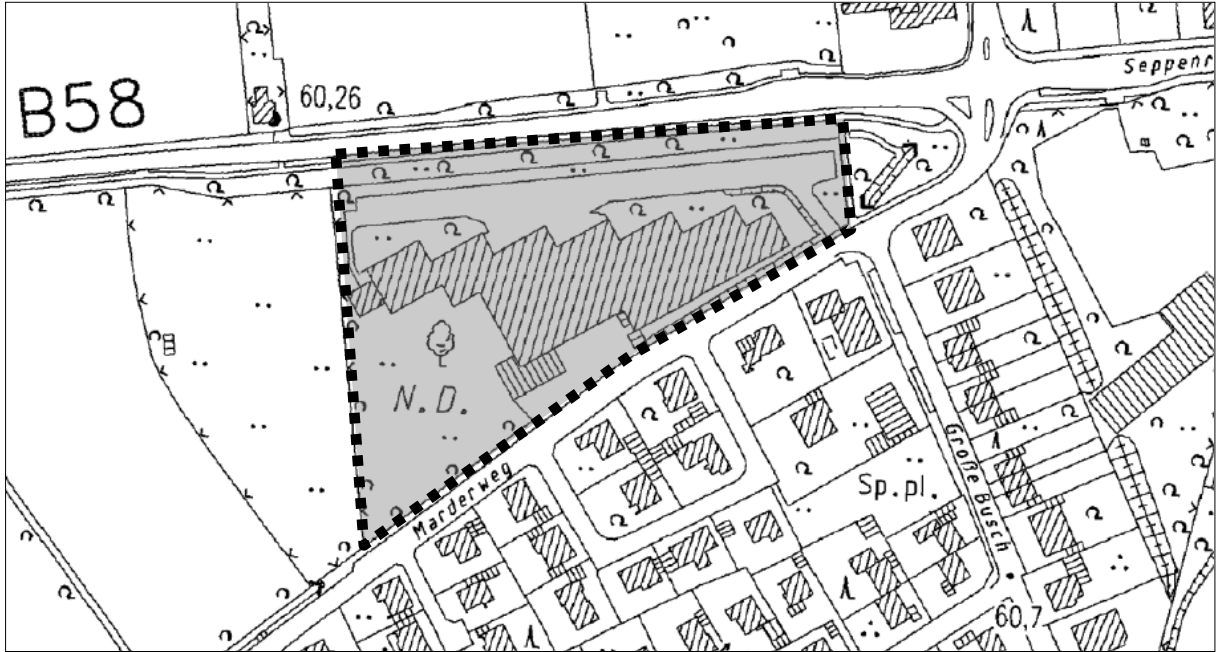 B58
60,26
Seppenr
N.D.
Marderweg
Große Busch
Sp.pl.
60,7